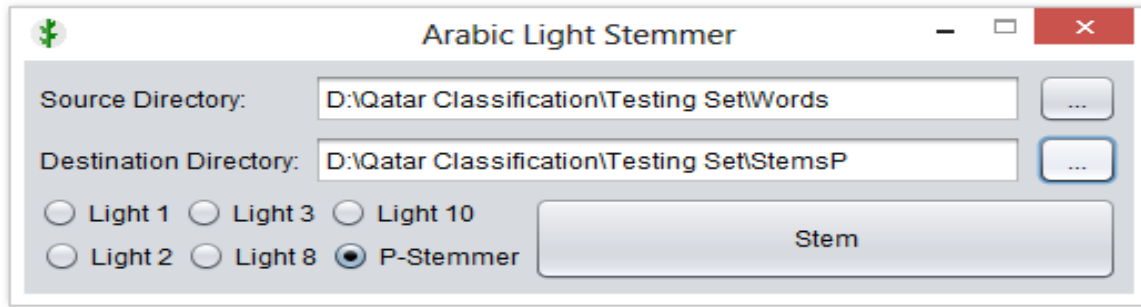 Arabic Light Stemmer
Source Directory: D:\Qatar Classification\Testing Set\Words ...
Destination Directory: D:\Qatar Classification\Testing Set\StemsP ...
Light 1 Light 3 Light 10
Light 2 Light 8 P-Stemmer
Stem